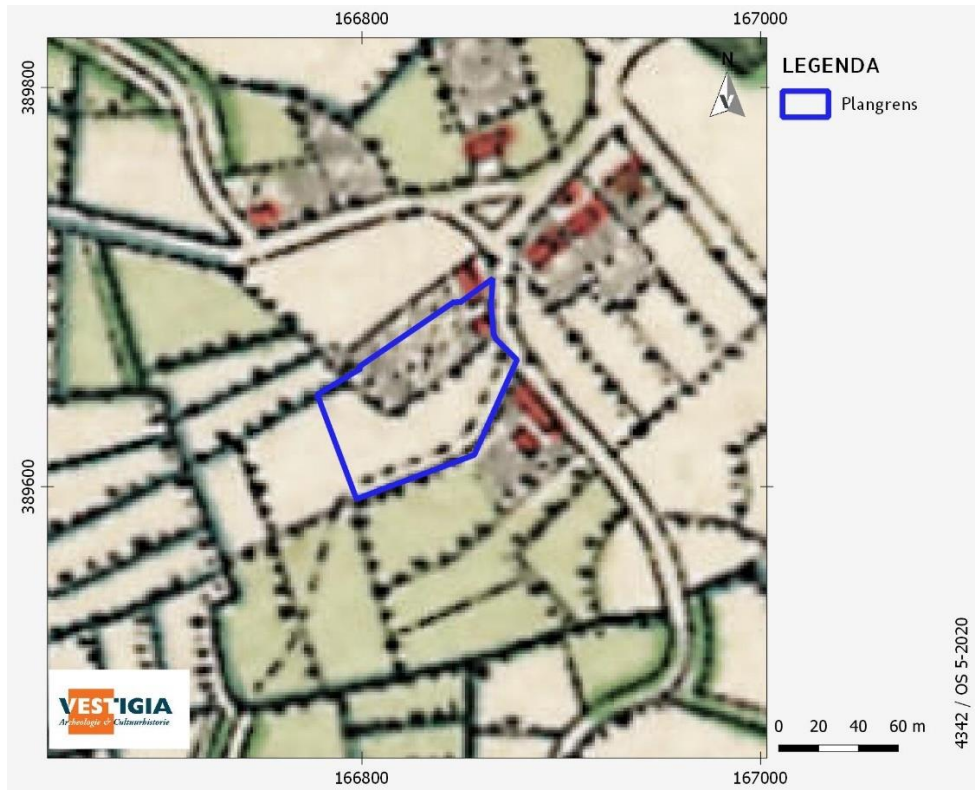 166800
167000
389800
N
LEGENDA
Plangrens
389600
VESTIGIA
Archeologie & Cultuurhistorie
0 20 40 60 m
4342 / OS 5-2020
166800
167000